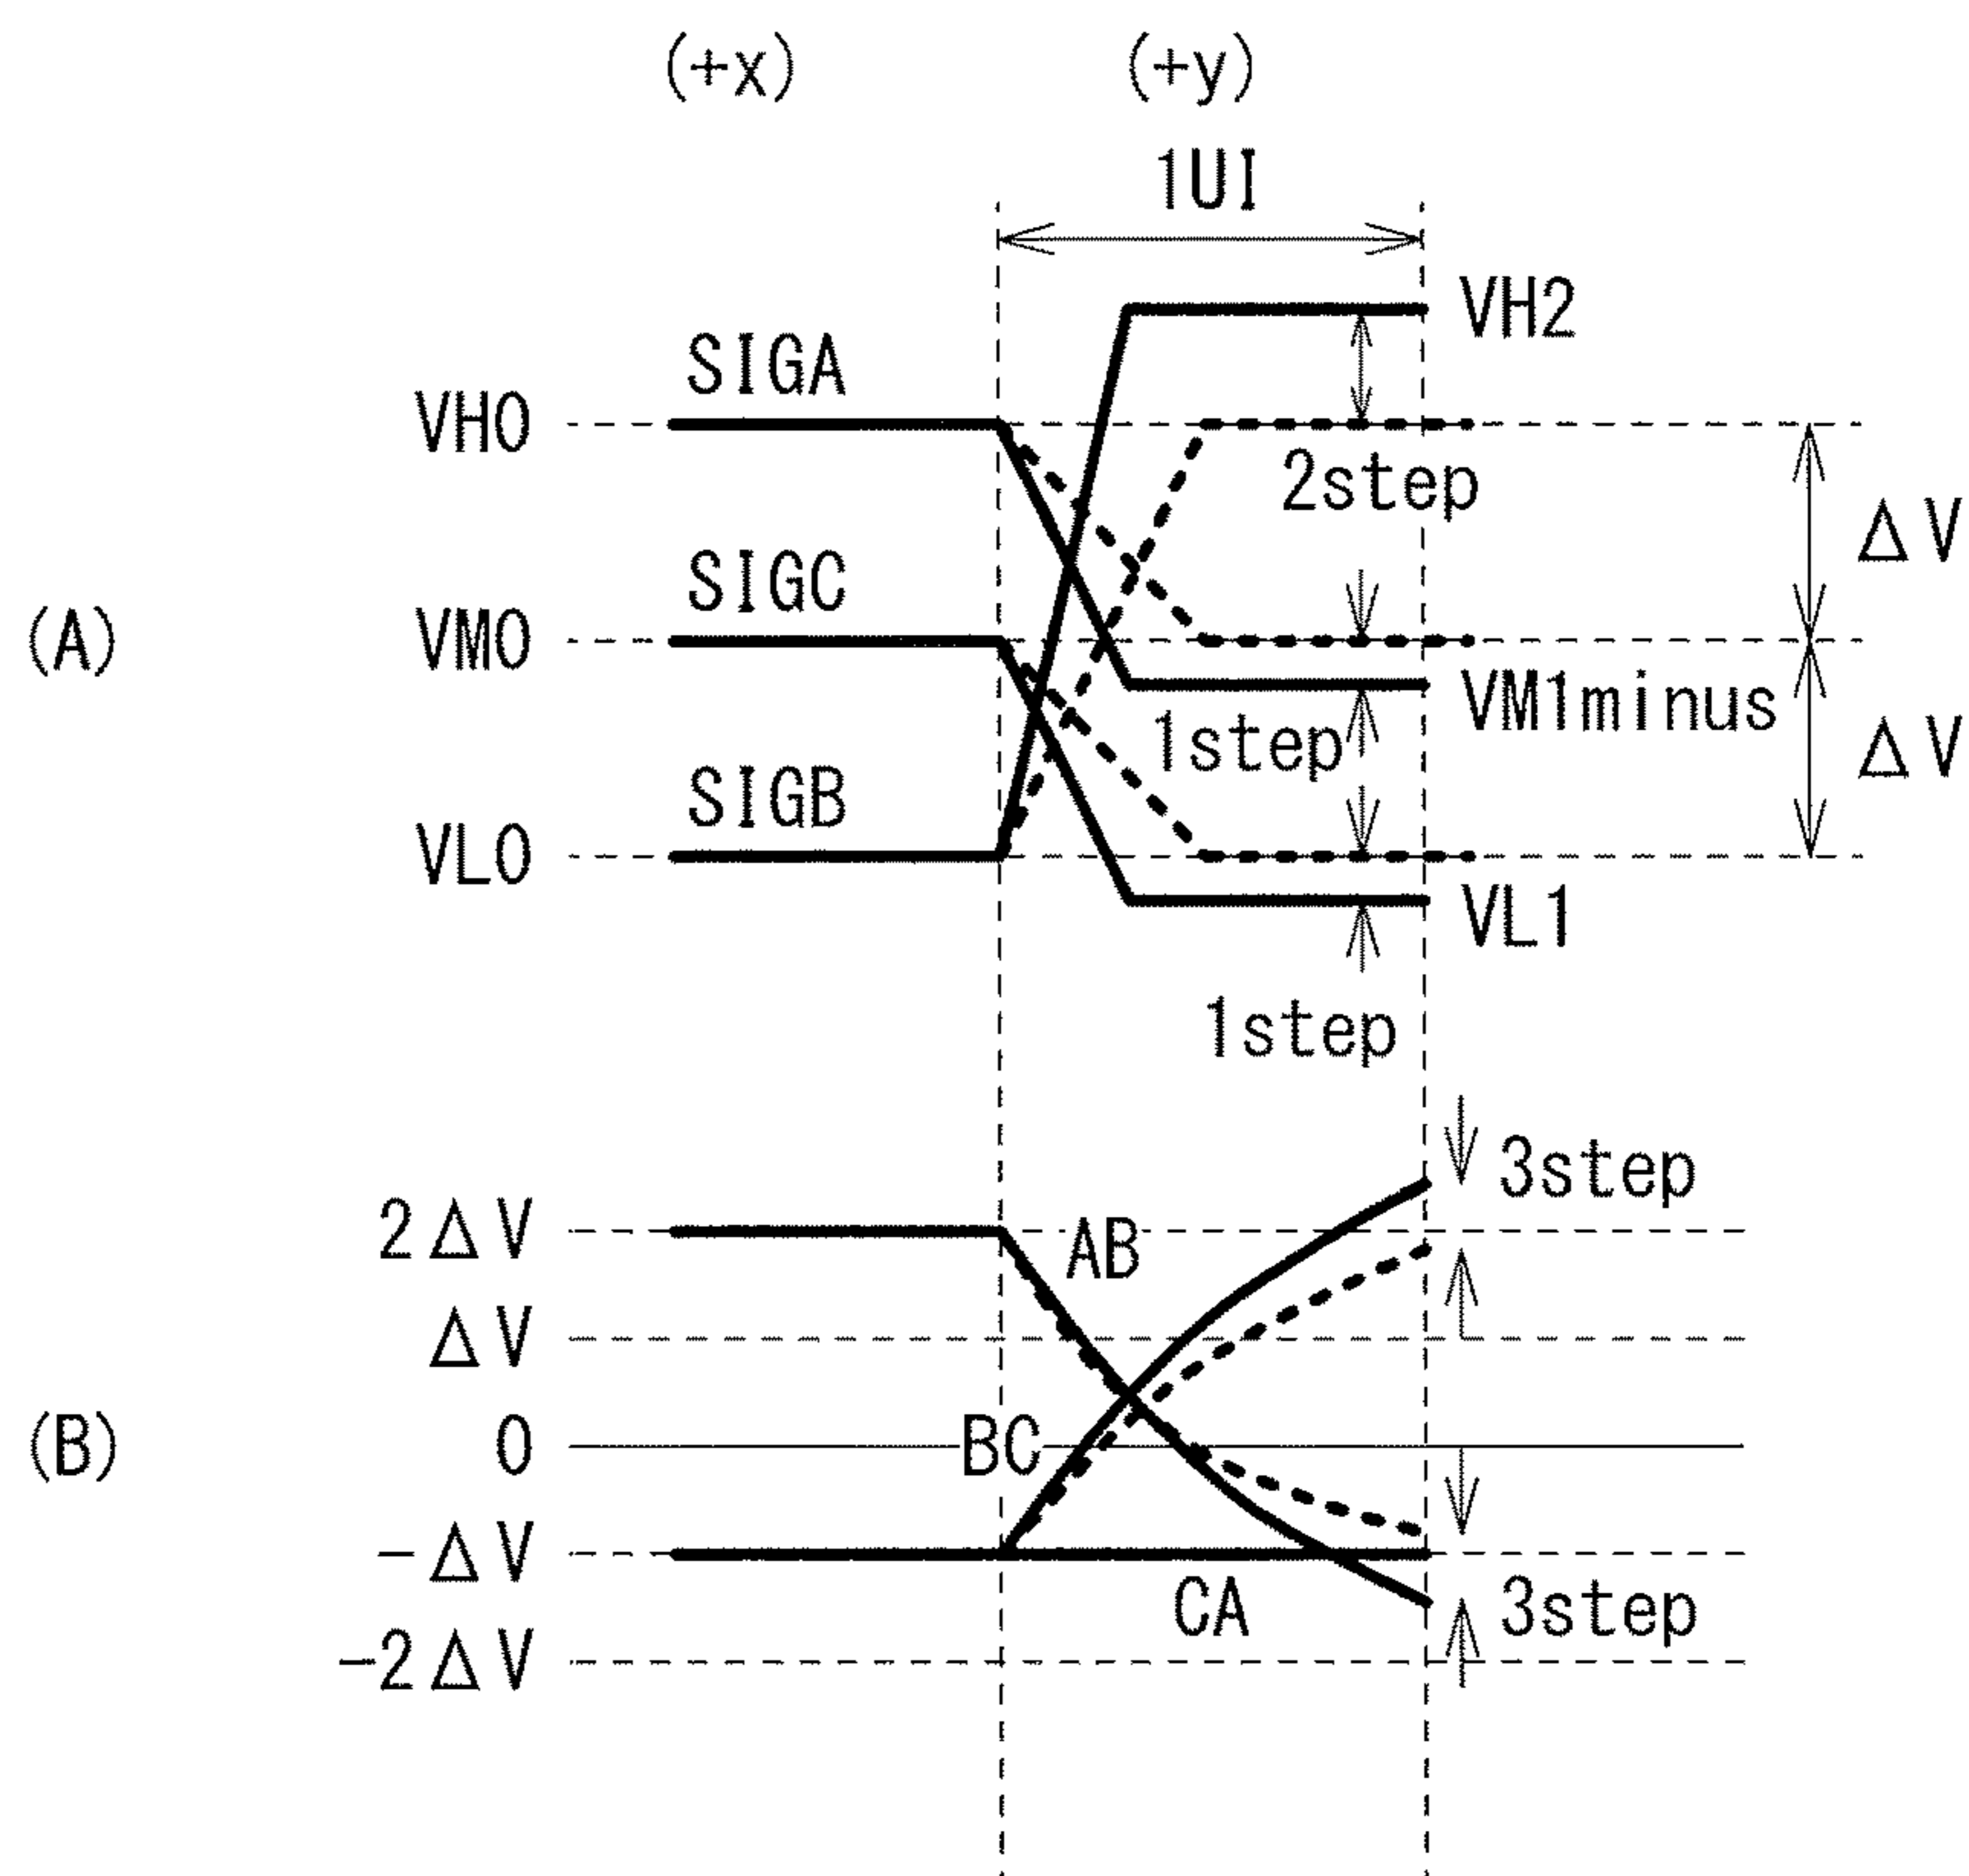 (+x) (+y)
1UI
VH2
SIGA
VH0
2step
ΔV
SIGC
(A) VM0
VM1minus
1step
ΔV
SIGB
VL0
VL1
1step
3step
2ΔV AB
ΔV
(B) 0 BC
-ΔV
CA 3step
-2ΔV